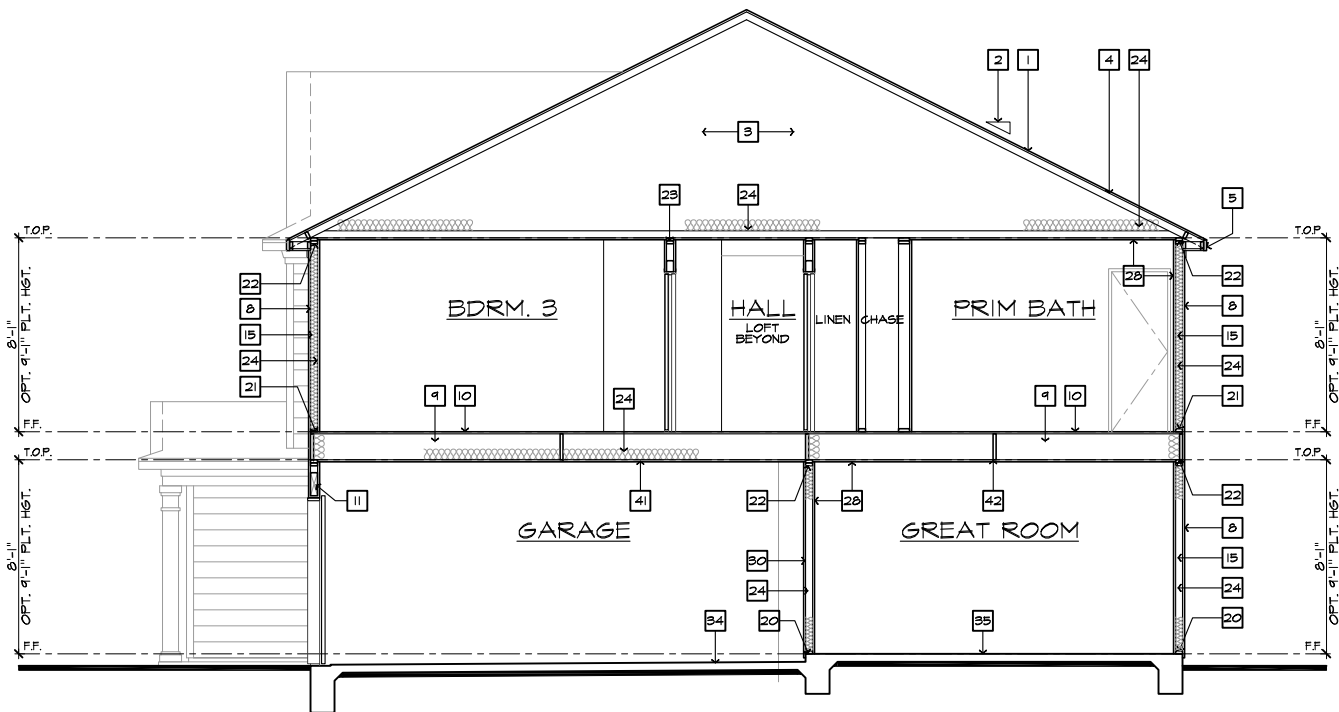 2 1 4 24
3
23 24 5
T.O.P. T.O.P.
22 28 22
8 BDRM. 3 HALL PRIM BATH 8
LOFT
BEYOND
LINEN CHASE
15 15
24 24
21 21
8'-1"
OPT. 9'-1" PLT. HGT.
8'-1"
OPT. 9'-1" PLT. HGT.
9 10 24 9 10
F.F. F.F.
T.O.P. T.O.P.
11 41 22 28 42 22
GARAGE GREAT ROOM
8
30 15
24 24
34 20 35 20
8'-1"
OPT. 9'-1" PLT. HGT.
8'-1"
OPT. 9'-1" PLT. HGT.
F.F. F.F.